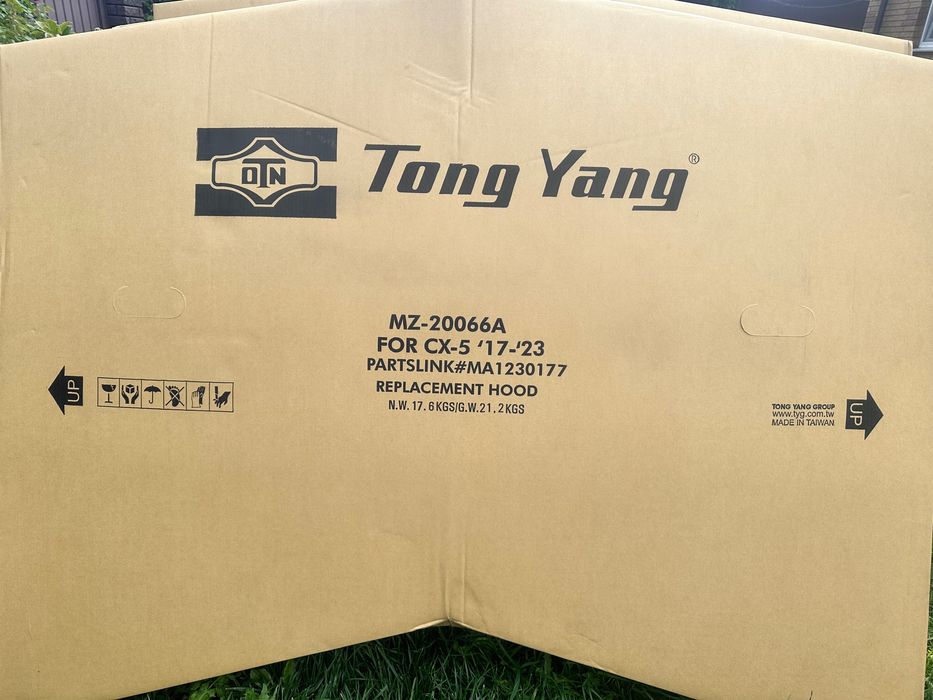 OTN
Tong Yang®
MZ-20066A
FOR CX-5 '17-'23
PARTSLINK#MA1230177
REPLACEMENT HOOD
N.W.17.6KGS/G.W.21.2KGS
UP
TONG YANG GROUP
www.tyg.com.tw
MADE IN TAIWAN
UP